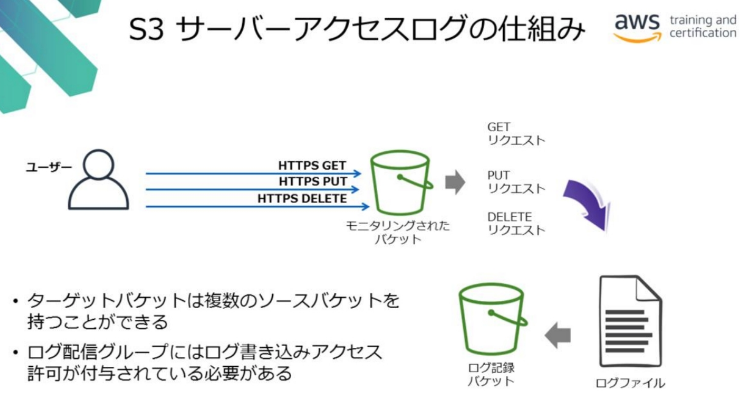 S3 サーバーアクセスログの仕組み
aws
training and
certification
ユーザー
HTTPS GET
HTTPS PUT
HTTPS DELETE
モニタリングされた
バケット
GET
リクエスト
PUT
リクエスト
DELETE
リクエスト
• ターゲットバケットは複数のソースバケットを
持つことができる
• ログ配信グループにはログ書き込みアクセス
許可が付与されている必要がある
ログ記録
バケット
ログファイル